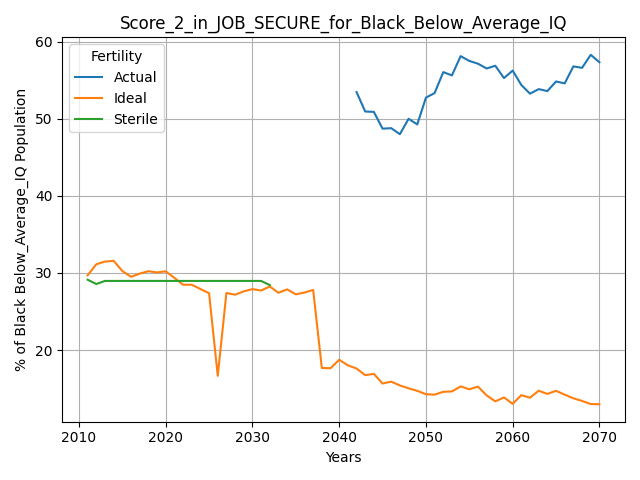 Score_2_in_JOB_SECURE_for_Black_Below_Average_IQ
Fertility
Actual
Ideal
Sterile
% of Black Below_Average_IQ Population
60
50
40
30
20
2010 2020 2030 2040 2050 2060 2070
Years